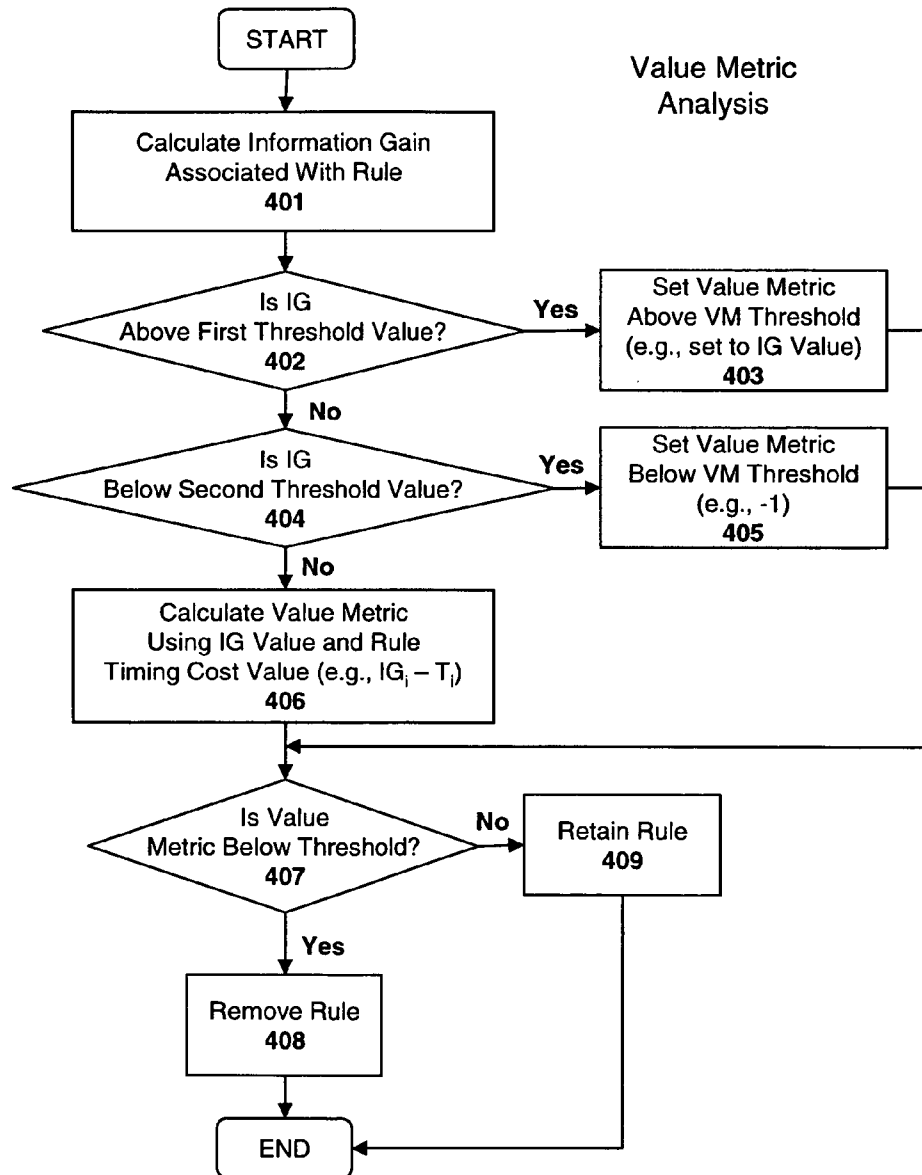 START
Value Metric
Analysis
Calculate Information Gain
Associated With Rule
401
Is IG
Above First Threshold Value?
402
Yes
Set Value Metric
Above VM Threshold
(e.g., set to IG Value)
403
No
Is IG
Below Second Threshold Value?
404
Yes
Set Value Metric
Below VM Threshold
(e.g., -1)
405
No
Calculate Value Metric
Using IG Value and Rule
Timing Cost Value (e.g., IGi – Ti)
406
Is Value
Metric Below Threshold?
407
No
Retain Rule
409
Yes
Remove Rule
408
END